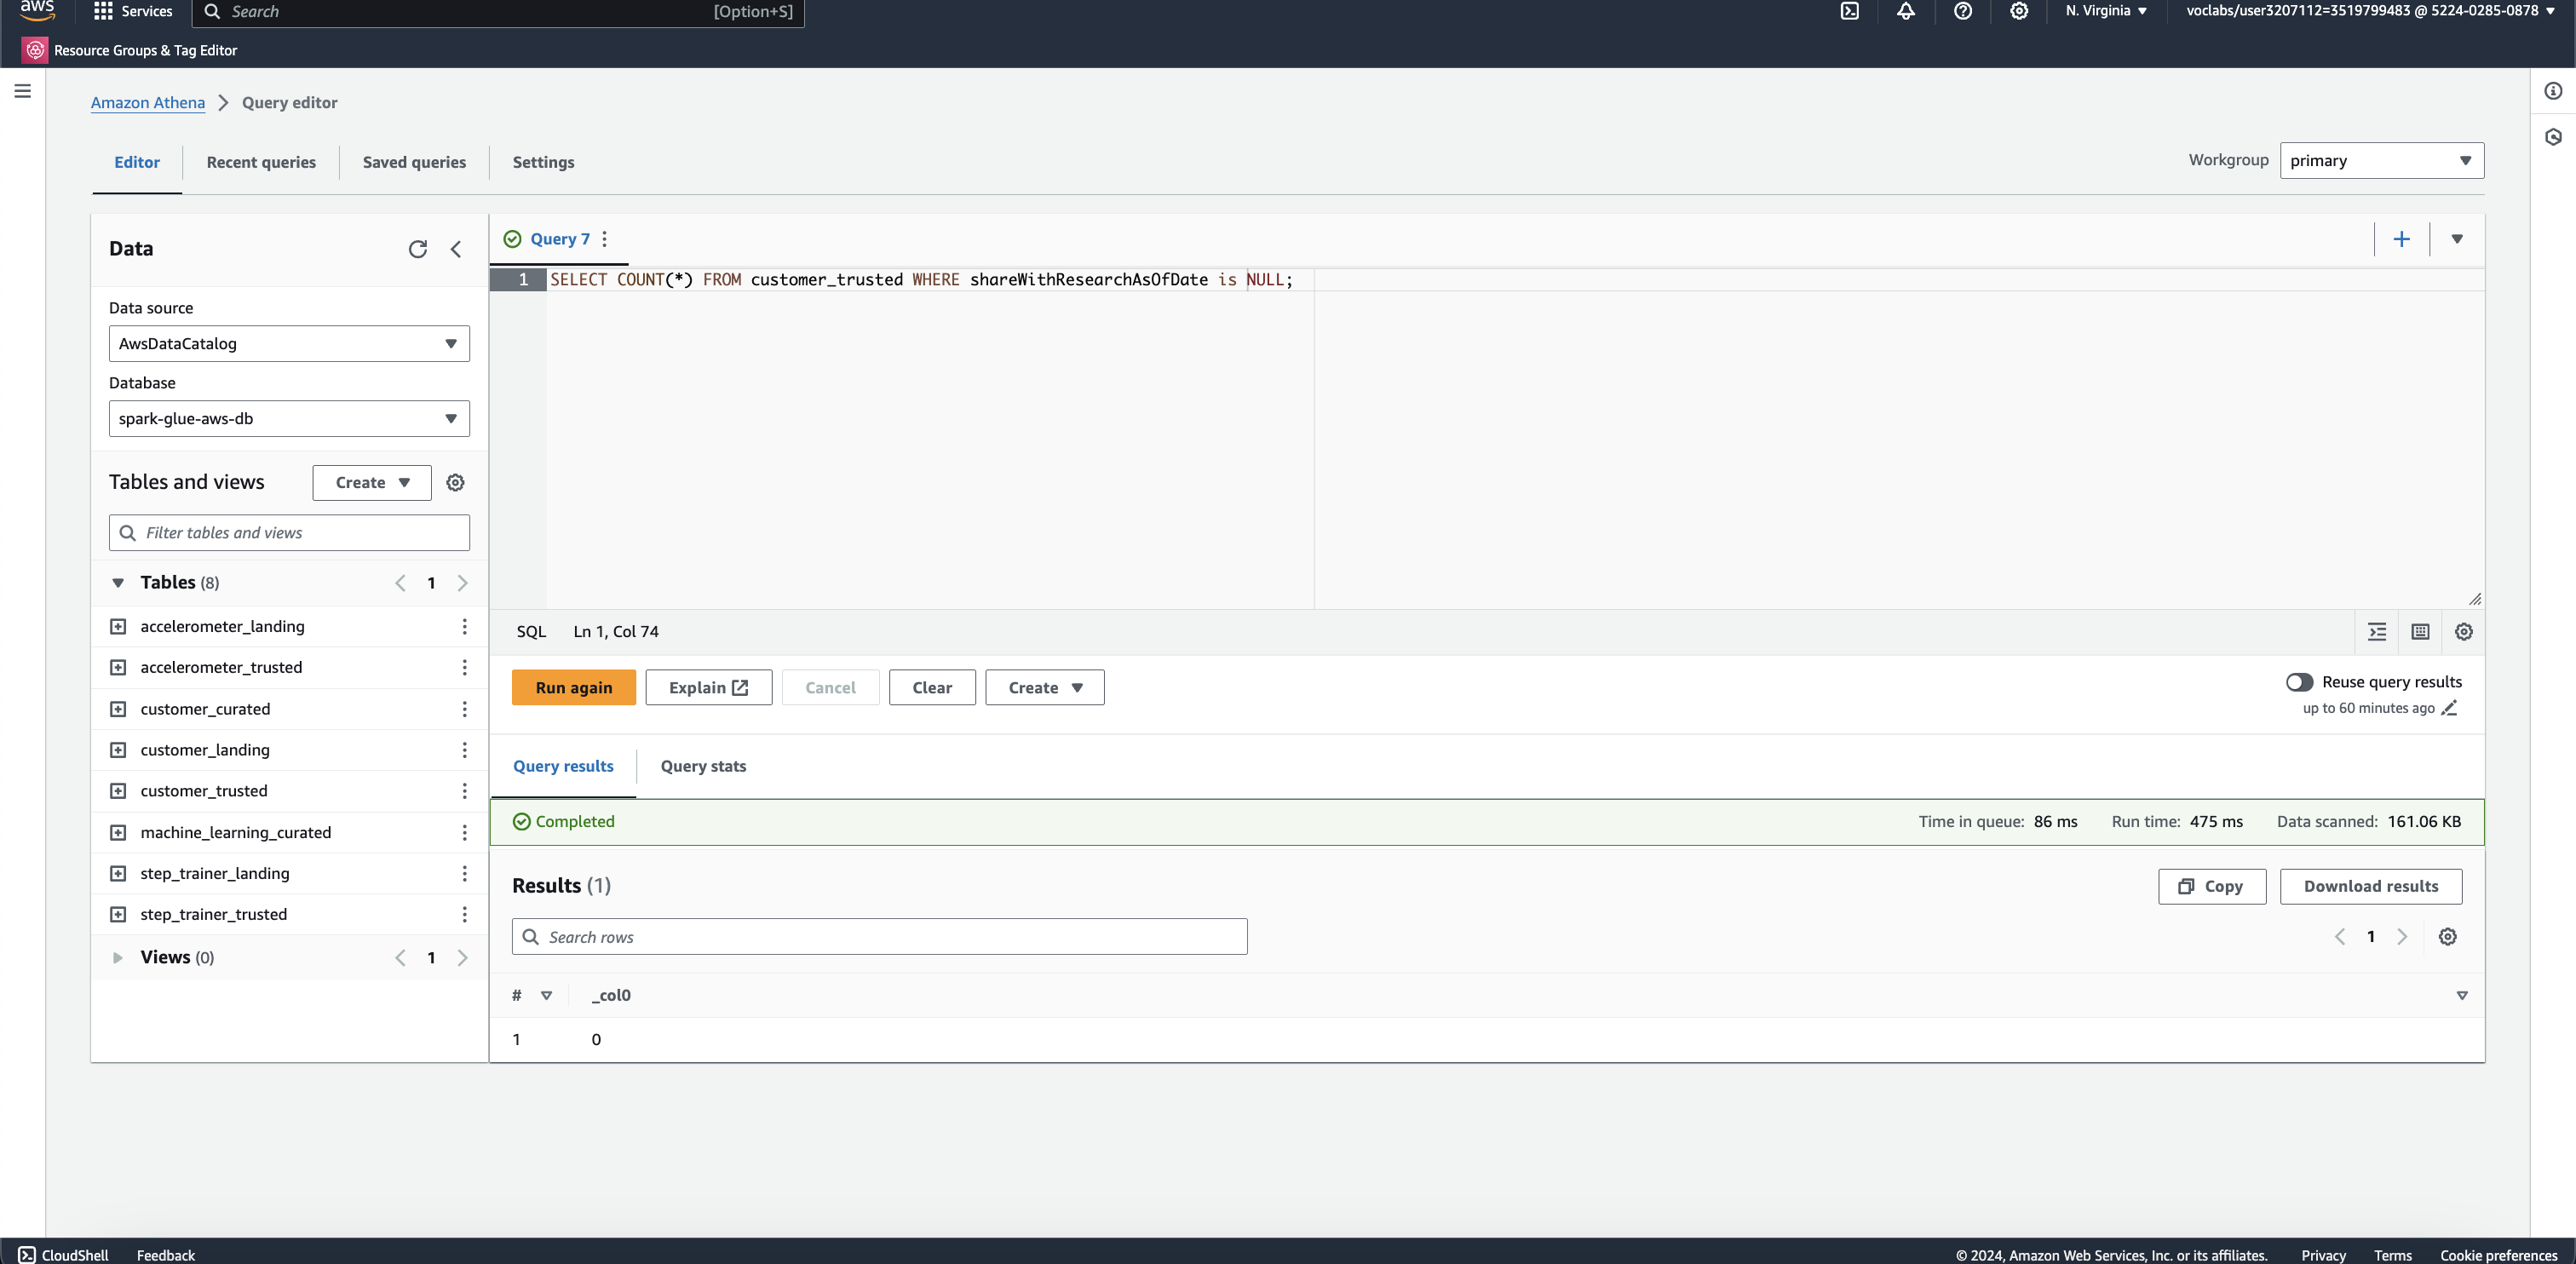 aws
Services
Search
[Option+S]
N. Virginia
voclabs/user3207112=3519799483 @ 5224-0285-0878
Resource Groups & Tag Editor
Amazon Athena
Query editor
Editor
Recent queries
Saved queries
Settings
Workgroup
primary
Data
Data source
AwsDataCatalog
Database
spark-glue-aws-db
Tables and views
Create
Filter tables and views
Tables (8)
1
accelerometer_landing
accelerometer_trusted
customer_curated
customer_landing
customer_trusted
machine_learning_curated
step_trainer_landing
step_trainer_trusted
Views (0)
1
Query 7
1 SELECT COUNT(*) FROM customer_trusted WHERE shareWithResearchAsOfDate is NULL;
SQL
Ln 1, Col 74
Run again
Explain
Cancel
Clear
Create
Reuse query results
up to 60 minutes ago
Query results
Query stats
Completed
Time in queue: 86 ms
Run time: 475 ms
Data scanned: 161.06 KB
Results (1)
Copy
Download results
Search rows
1
# _col0
1 0
CloudShell
Feedback
© 2024, Amazon Web Services, Inc. or its affiliates.
Privacy
Terms
Cookie preferences